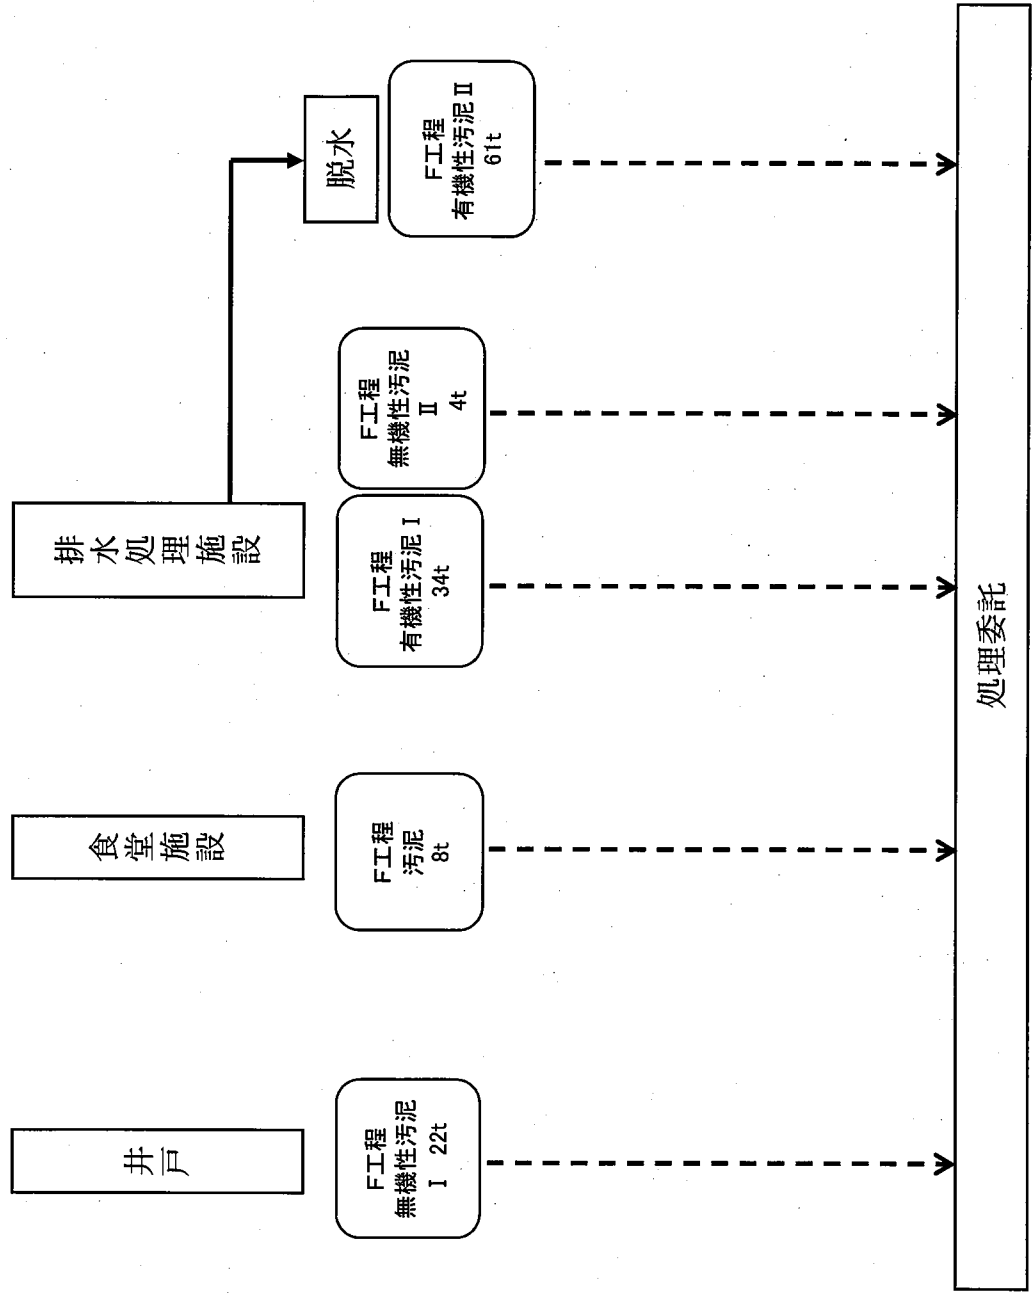 井戸
F工程
無機性汚泥
Ⅰ 22t
食堂施設
F工程
汚泥
8t
排水処理施設
F工程
有機性汚泥Ⅰ
34t
F工程
無機性汚泥
Ⅱ 4t
脱水
F工程
有機性汚泥Ⅱ
61t
処理委託